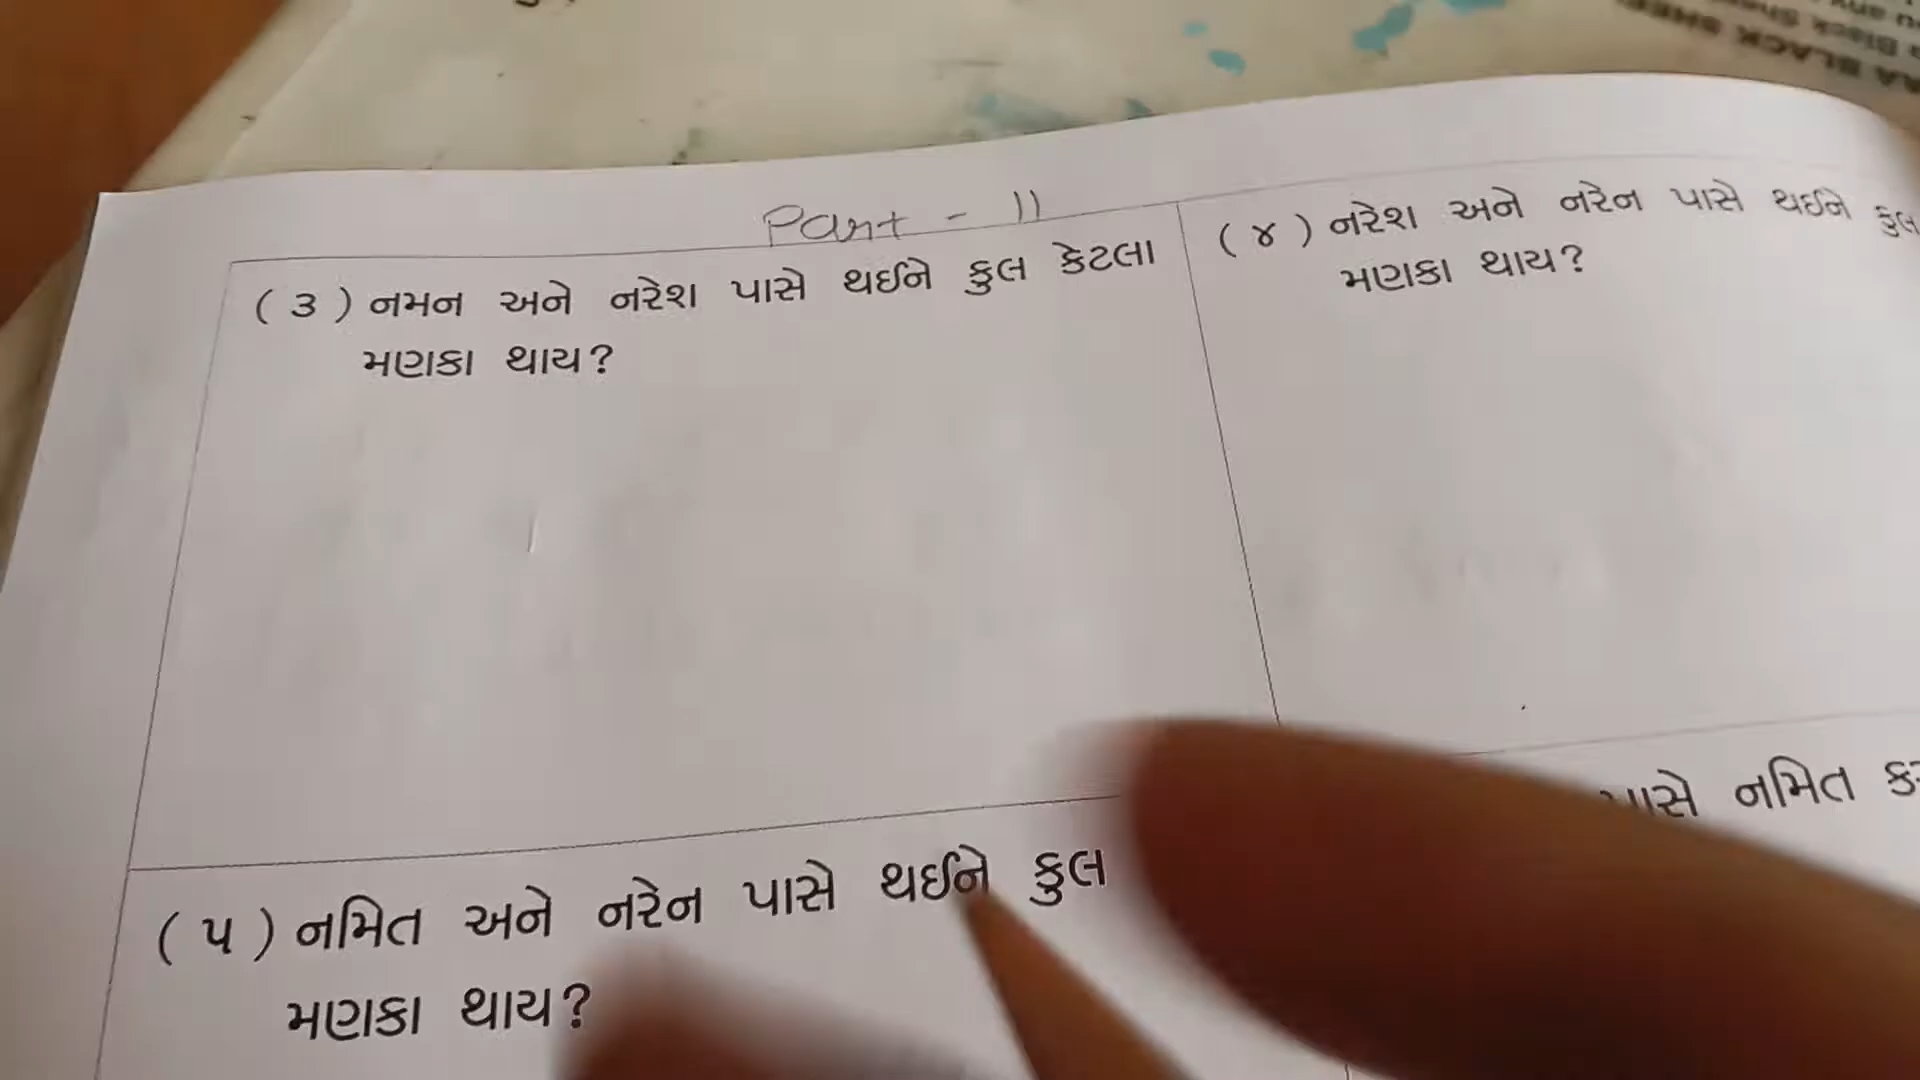 Part - 11
(૩) નમન અને નરેશ પાસે થઈને કુલ કેટલા
મણકા થાય?
(૪) નરેશ અને નરેન પાસે થઈને કુલ
મણકા થાય?
પાસે નમિત
(૫) નમિત અને નરેન પાસે થઈને કુલ
મણકા થાય?